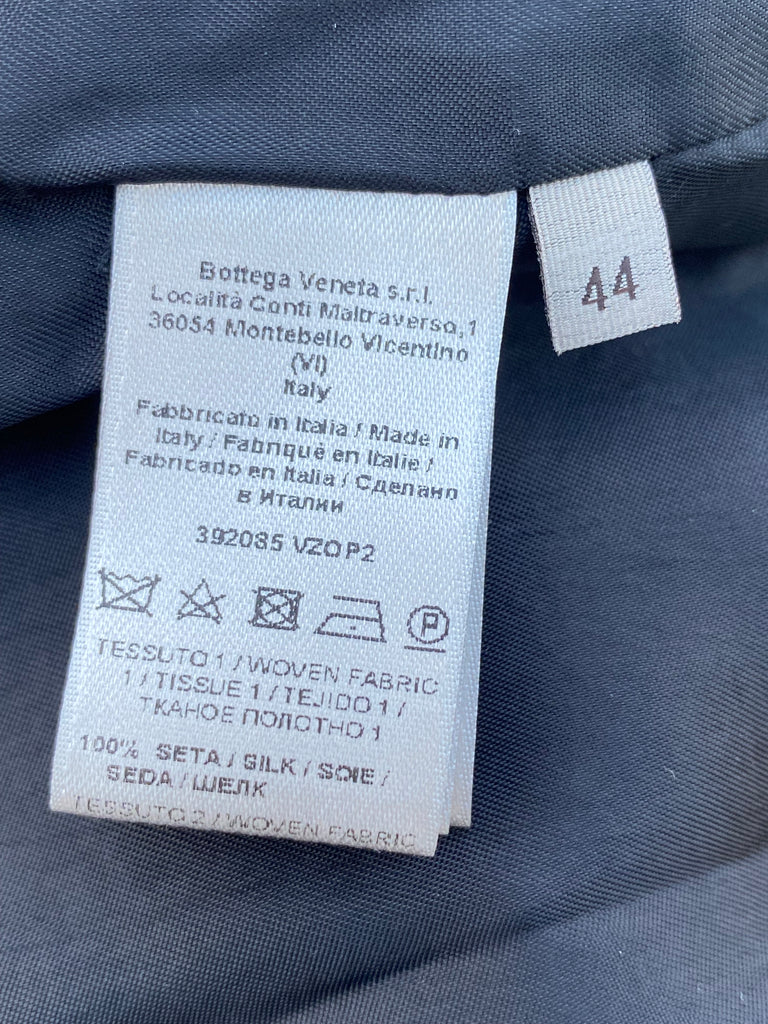 Bottega Veneta s.r.l.
Località Conti Maltraverso,1
36054 Montebello Vicentino
(VI)
Italy
Fabbricato in Italia / Made in
Italy / Fabriqué en Italie /
Fabricado en Italia / Сделано
в Италии
392085 VZOP2
P
TESSUTO 1 / WOVEN FABRIC
1 / TISSUE 1 / TEJIDO 1 /
ТКАНОЕ ПОЛОТНО 1
100% SETA / SILK / SOIE /
SEDA / ШЕЛК
TESSUTO 2 / WOVEN FABRIC
44